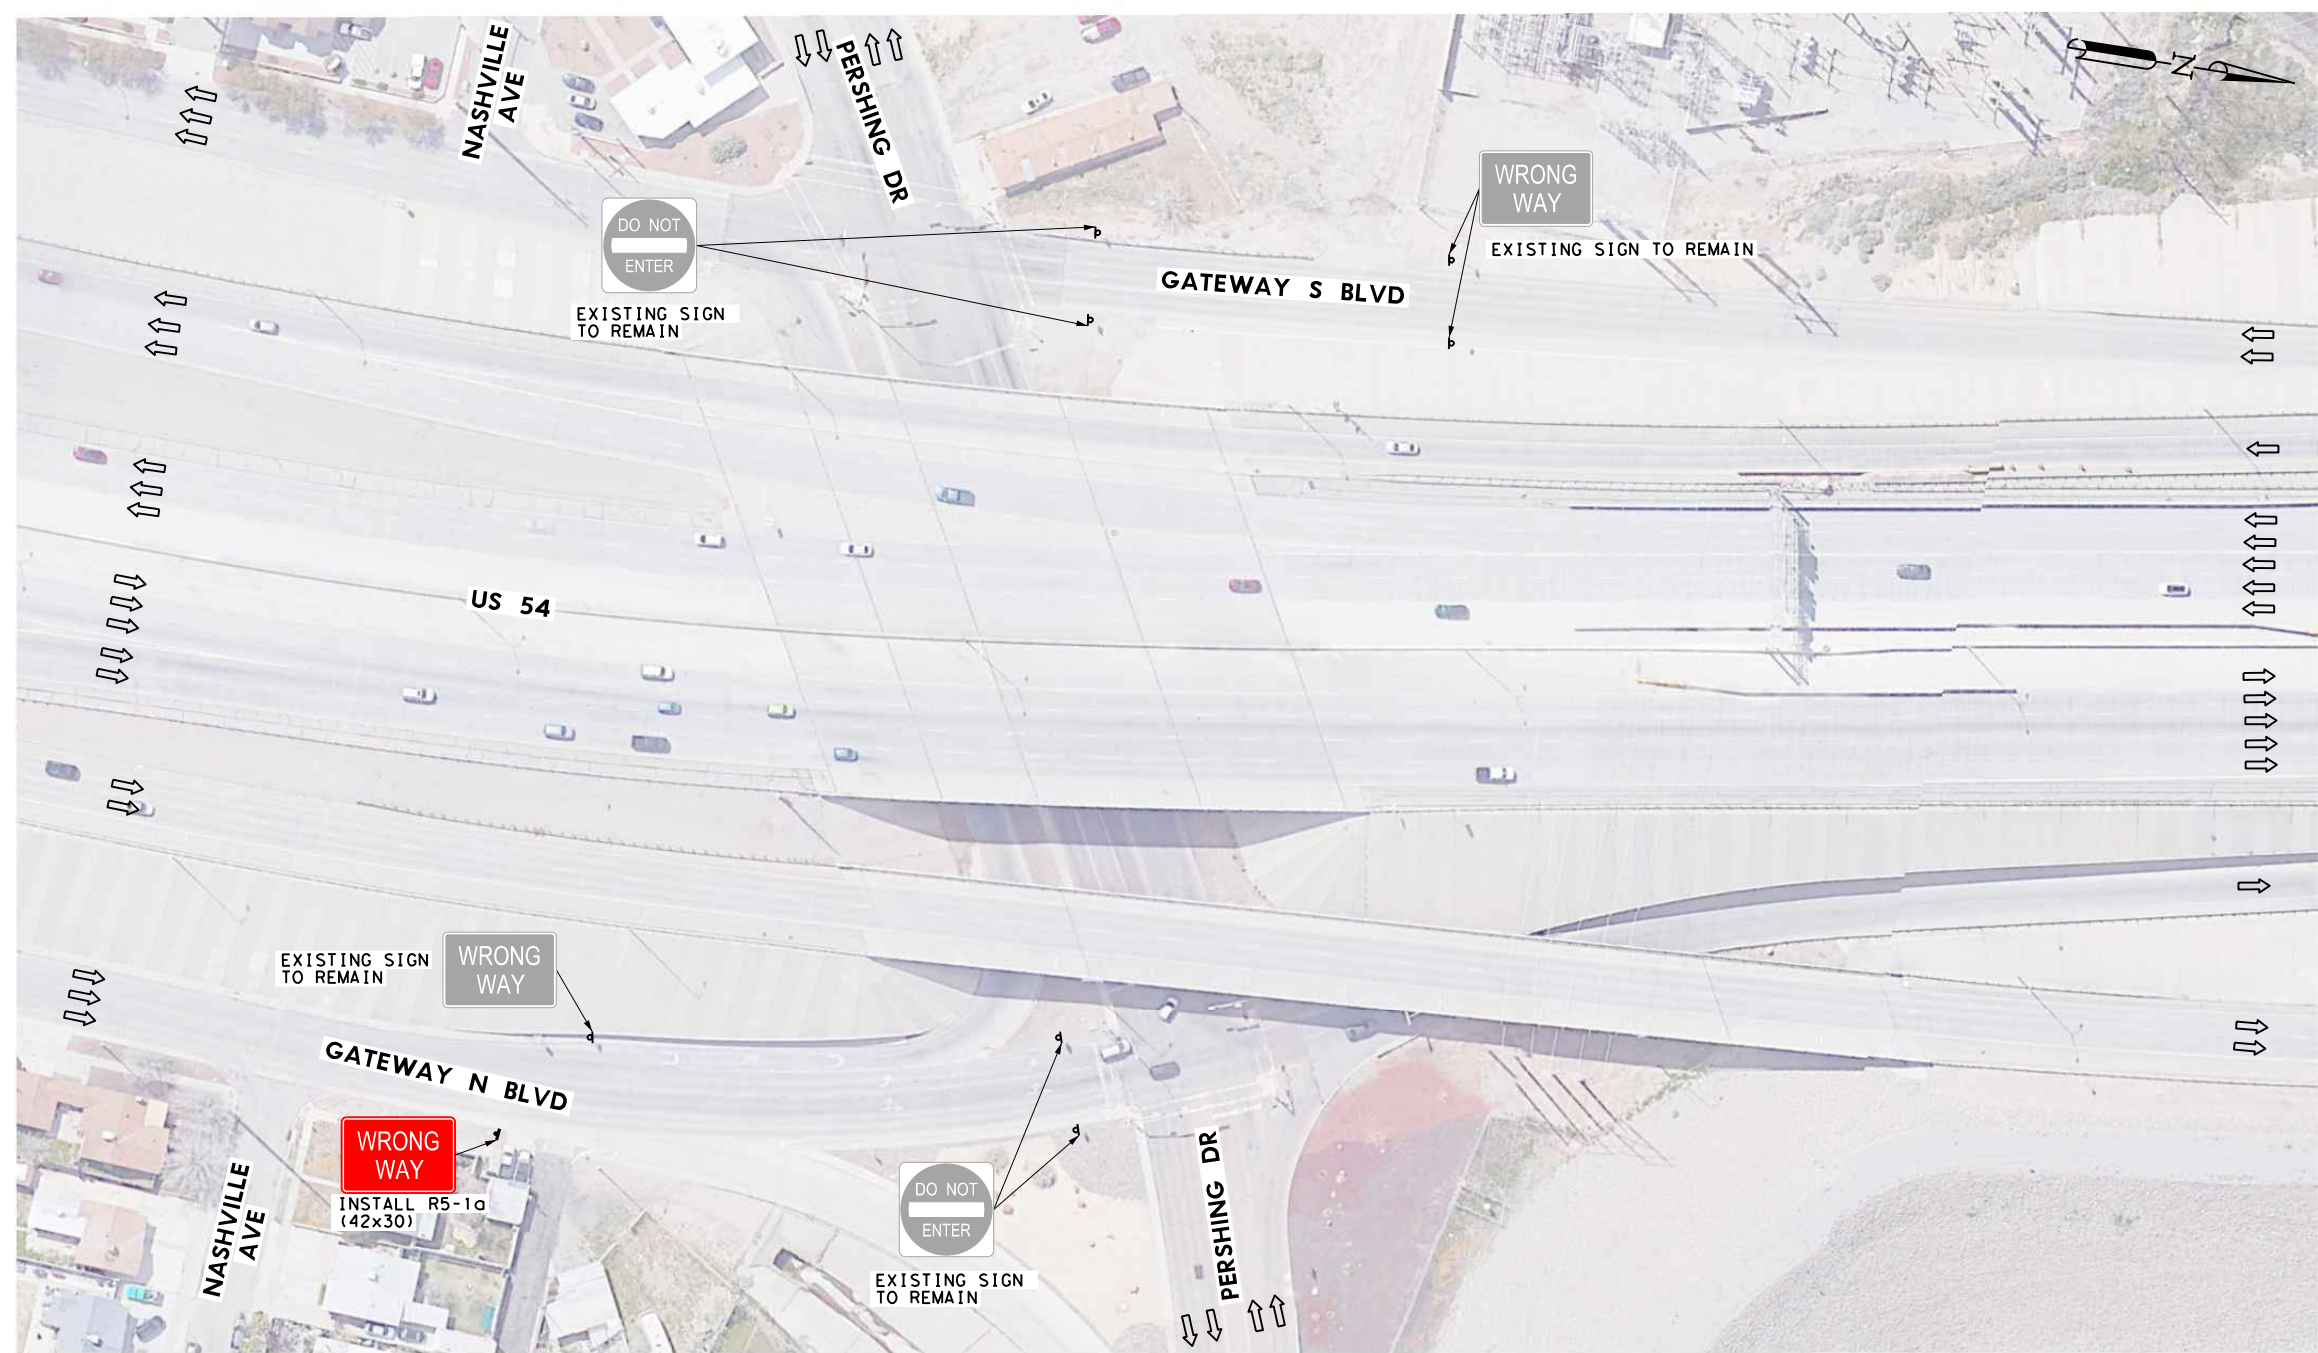 NASHVILLE
AVE
PERSHING DR
N
DO NOT
ENTER
EXISTING SIGN
TO REMAIN
WRONG
WAY
EXISTING SIGN TO REMAIN
GATEWAY S BLVD
US 54
EXISTING SIGN
TO REMAIN
WRONG
WAY
GATEWAY N BLVD
WRONG
WAY
INSTALL R5-1a
(42x30)
NASHVILLE
AVE
DO NOT
ENTER
EXISTING SIGN
TO REMAIN
PERSHING DR